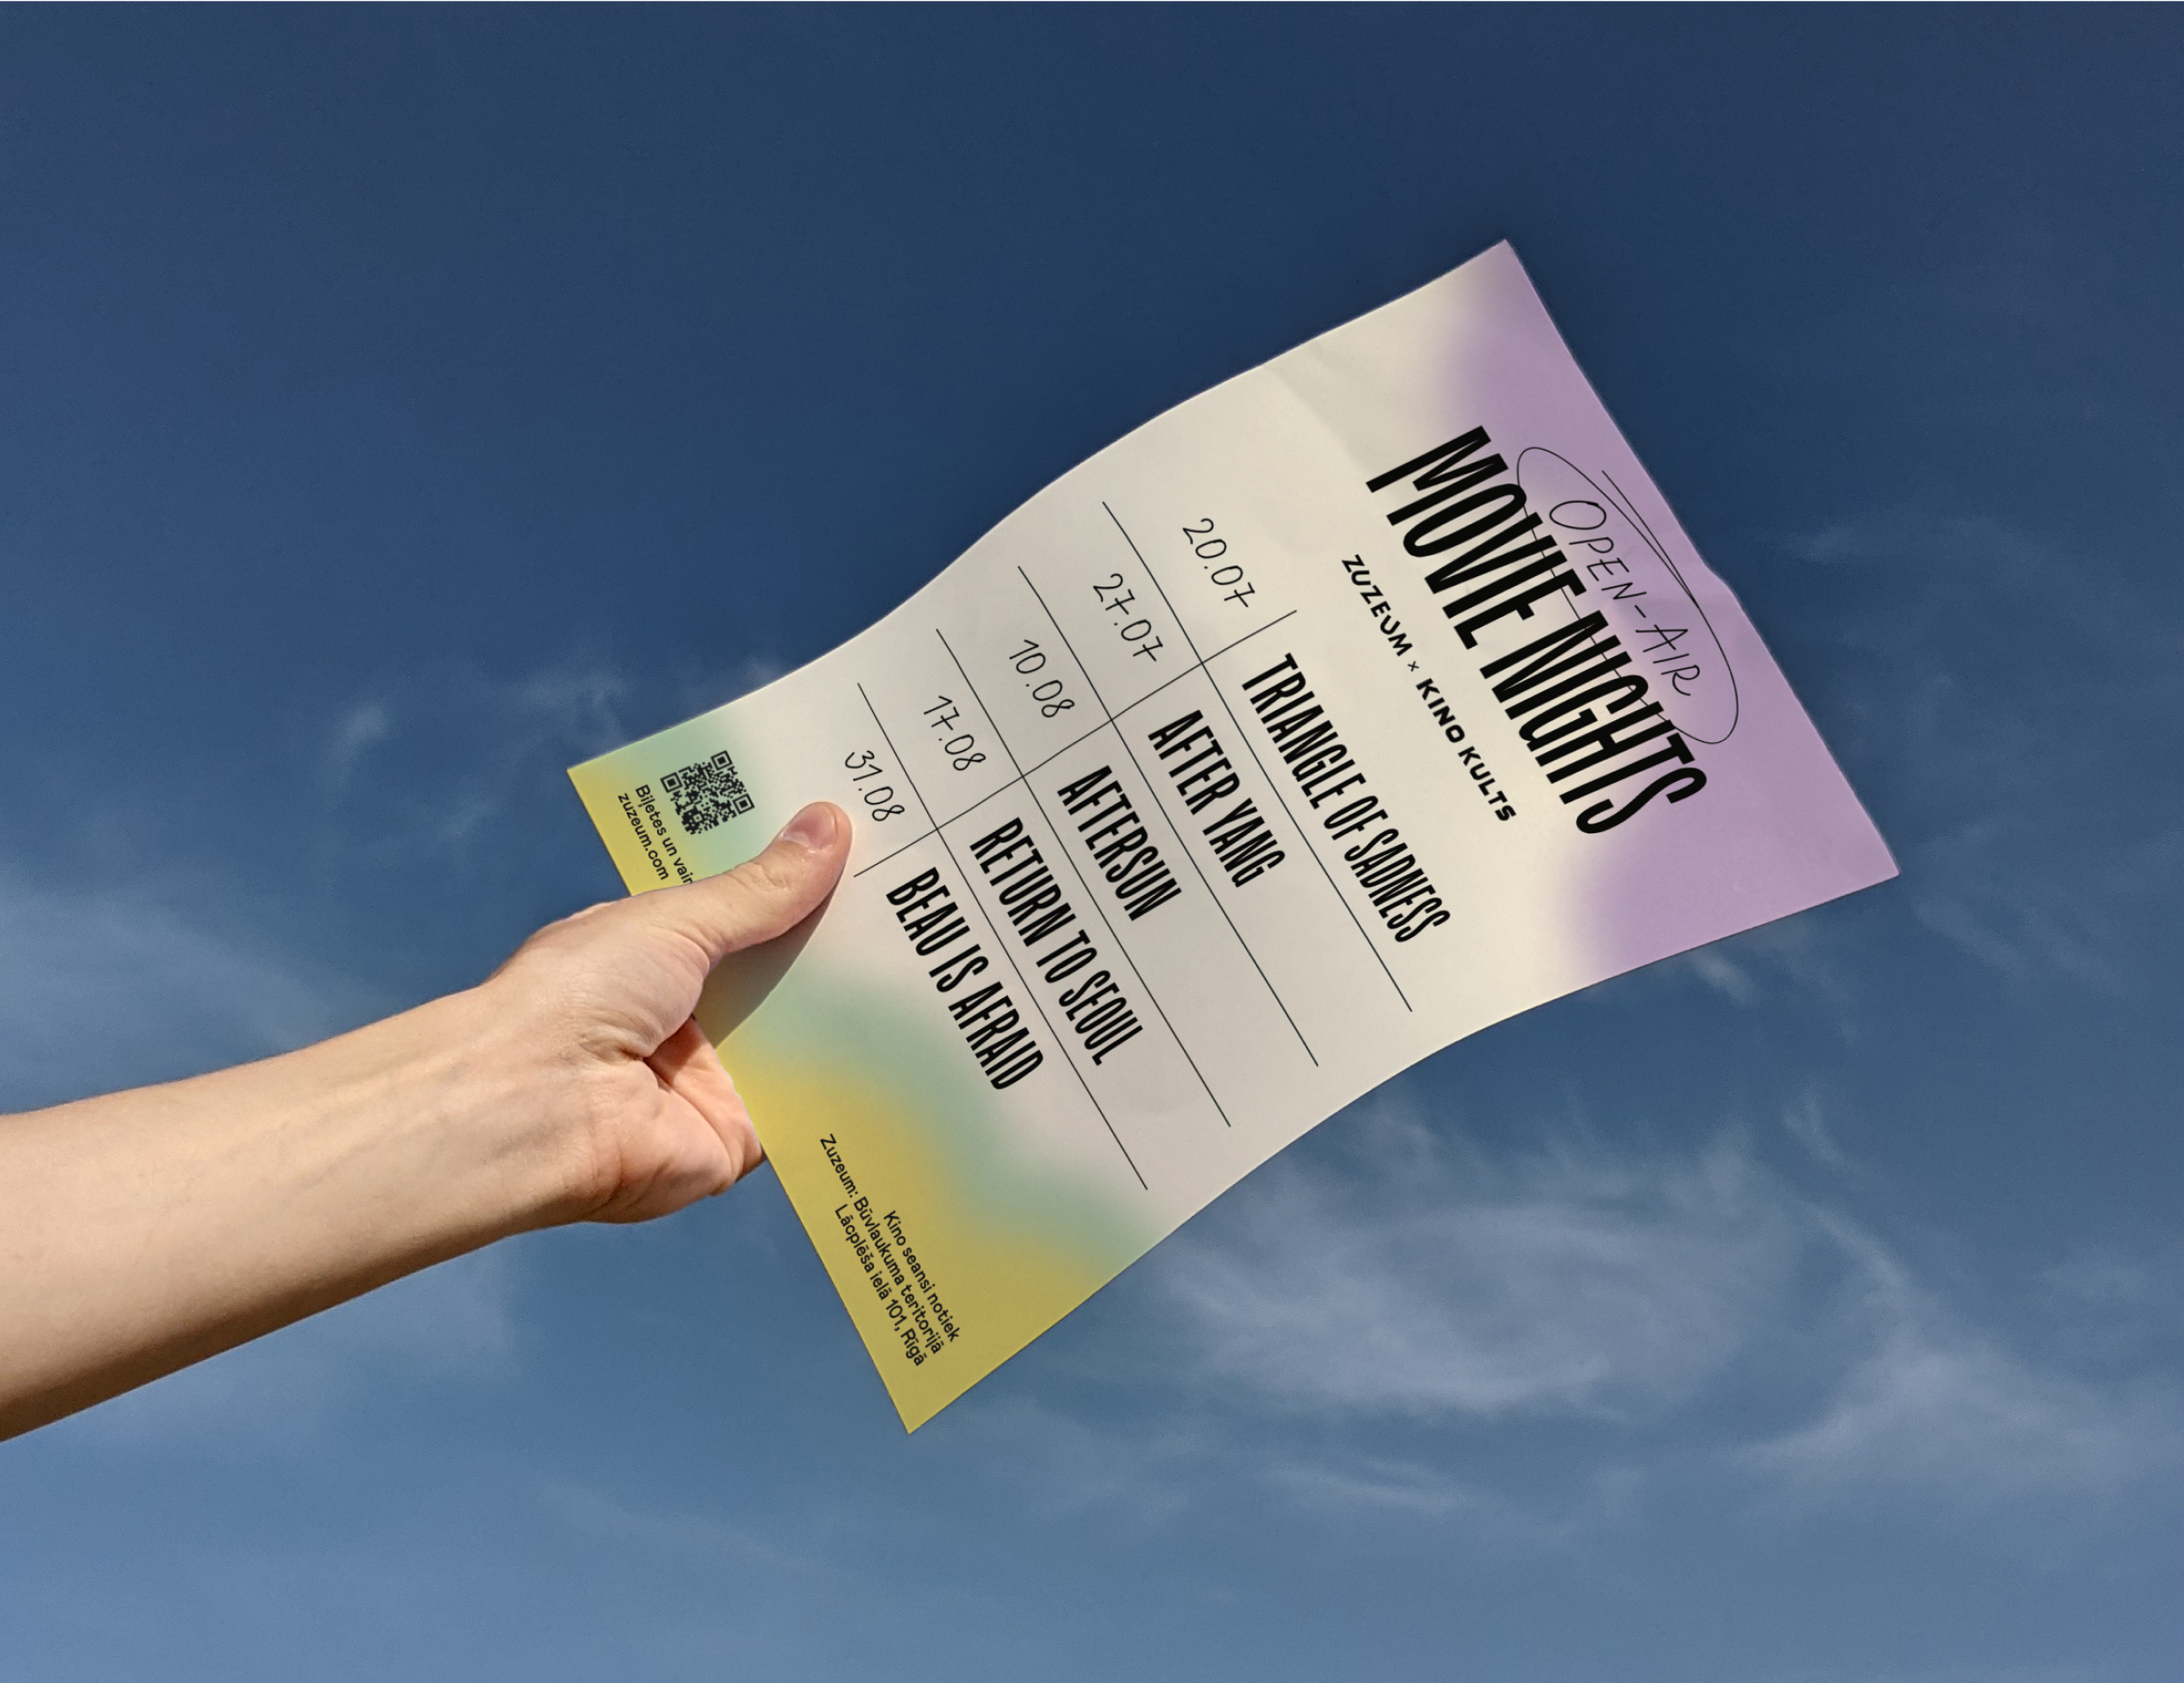 OPEN-AIR
MOVIE NIGHTS
ZUZEUM × KINO KULTS
20.07 TRIANGLE OF SADNESS
27.07 AFTER YANG
10.08 AFTERSUN
17.08 RETURN TO SEOUL
31.08 BEAU IS AFRAID
Biļetes un
zuzeum.com
Kino seansi notiek
Zuzeum: Būvlaukuma teritorijā
Lāčplēša ielā 101, Rīgā